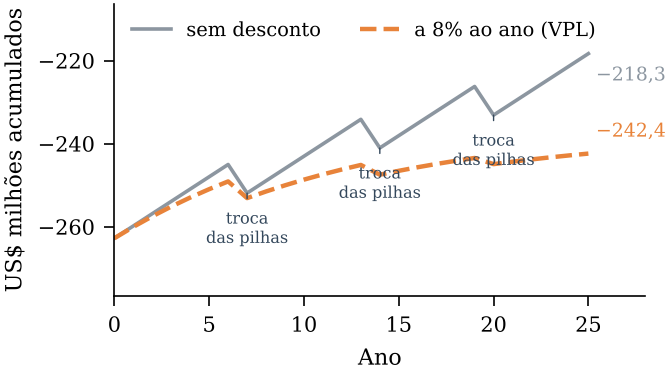 sem desconto
a 8% ao ano (VPL)
US$ milhões acumulados
−220
−240
−260
−218,3
−242,4
troca
das pilhas
troca
das pilhas
troca
das pilhas
0
5
10
15
20
25
Ano